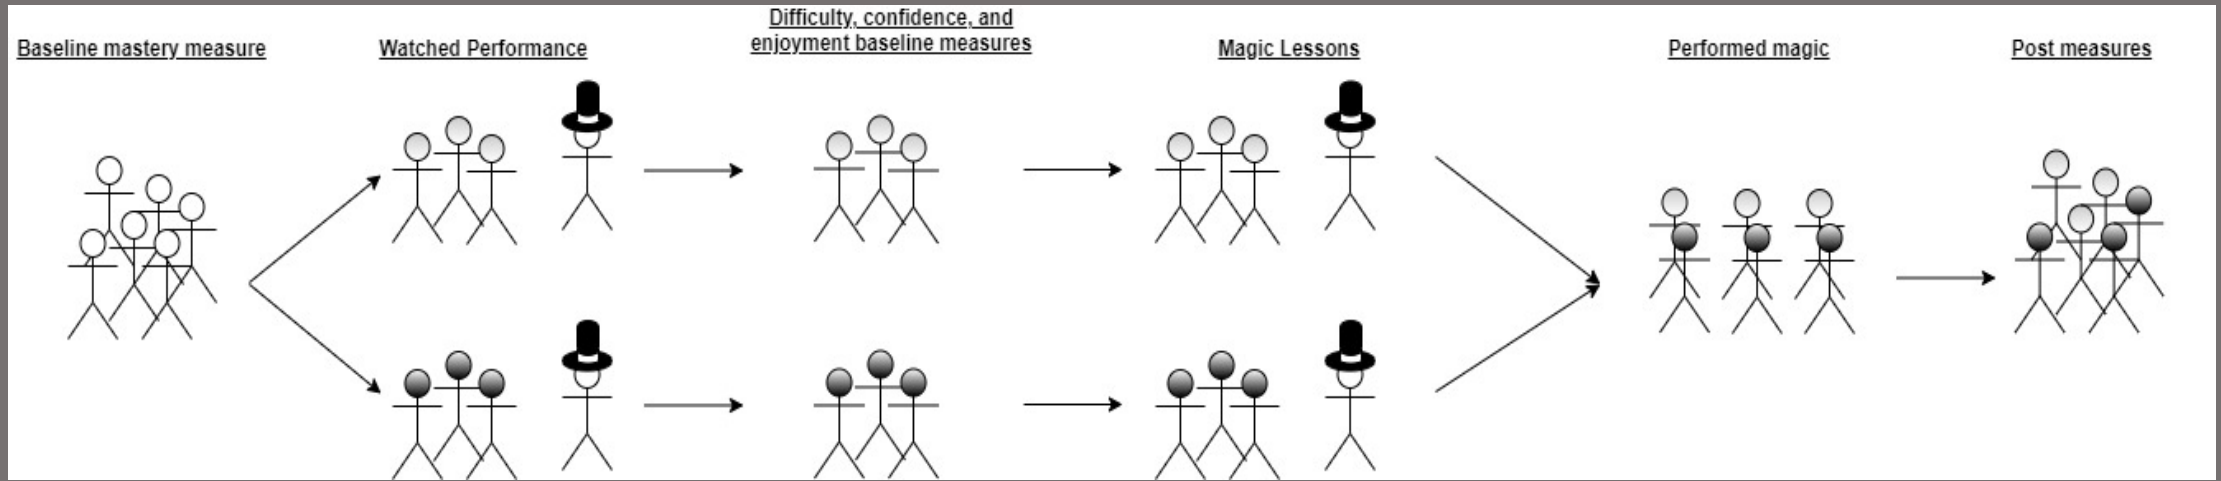 Baseline mastery measure
Watched Performance
Difficulty, confidence, and
enjoyment baseline measures
Magic Lessons
Performed magic
Post measures